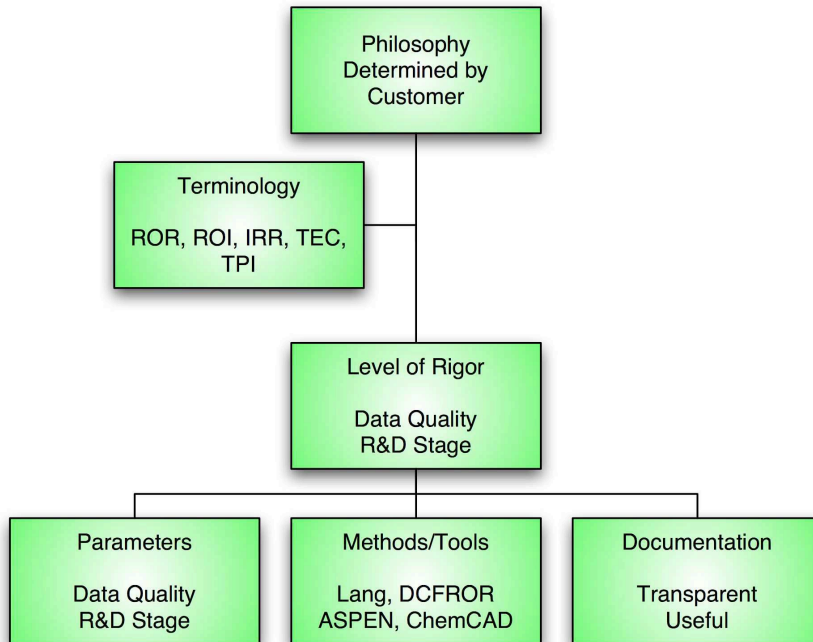 Philosophy
Determined by
Customer
Terminology
ROR, ROI, IRR, TEC,
TPI
Level of Rigor
Data Quality
R&D Stage
Parameters
Data Quality
R&D Stage
Methods/Tools
Lang, DCFROR
ASPEN, ChemCAD
Documentation
Transparent
Useful